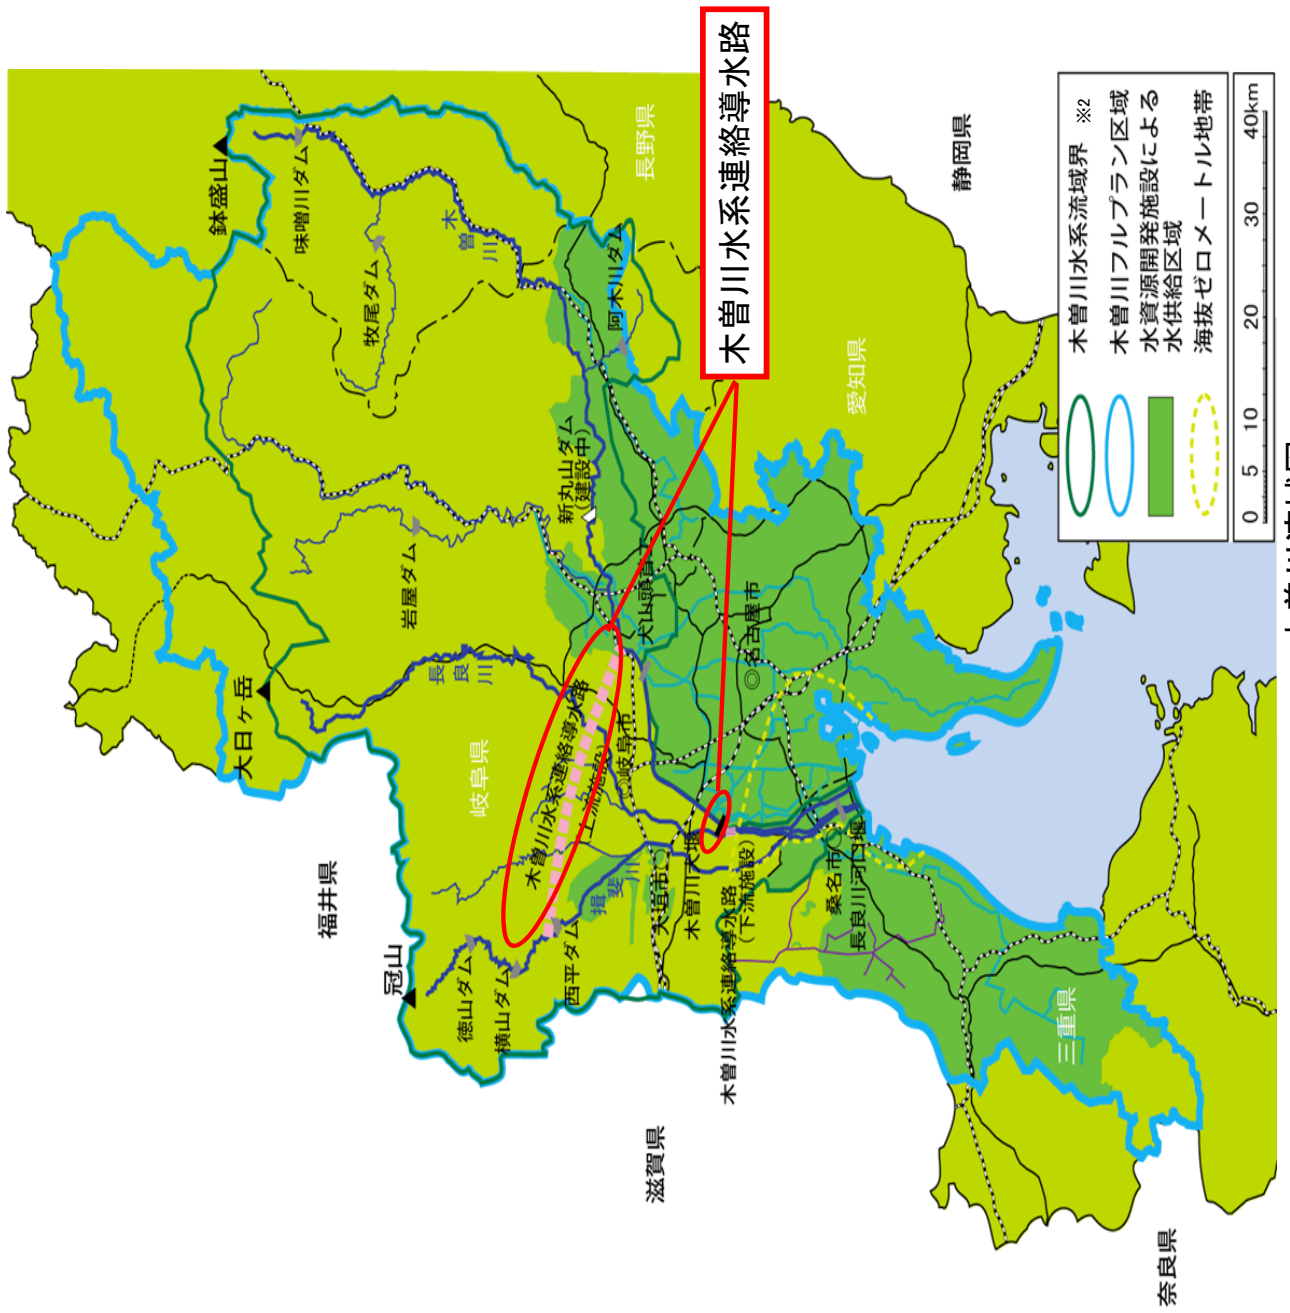 木曽川水系連絡導水路
鉢盛山
味噌川ダム
長野県
牧尾ダム
木曽川
阿木川ダム
静岡県
愛知県
新丸山ダム
(建設中)
岩屋ダム
大日ヶ岳
長良川
犬山頭首工
名古屋市
岐阜県
木曽川水系連絡導水路
(上流施設)
岐阜市
福井県
冠山
徳山ダム
横山ダム
西平ダム
揖斐川
大垣市
木曽川大堰
木曽川水系連絡導水路
(下流施設)
桑名市
長良川河口堰
三重県
滋賀県
奈良県
木曽川水系流域界 ※2
木曽川フルプラン区域
水資源開発施設による
水供給区域
海抜ゼロメートル地帯
0 5 10 20 30 40km